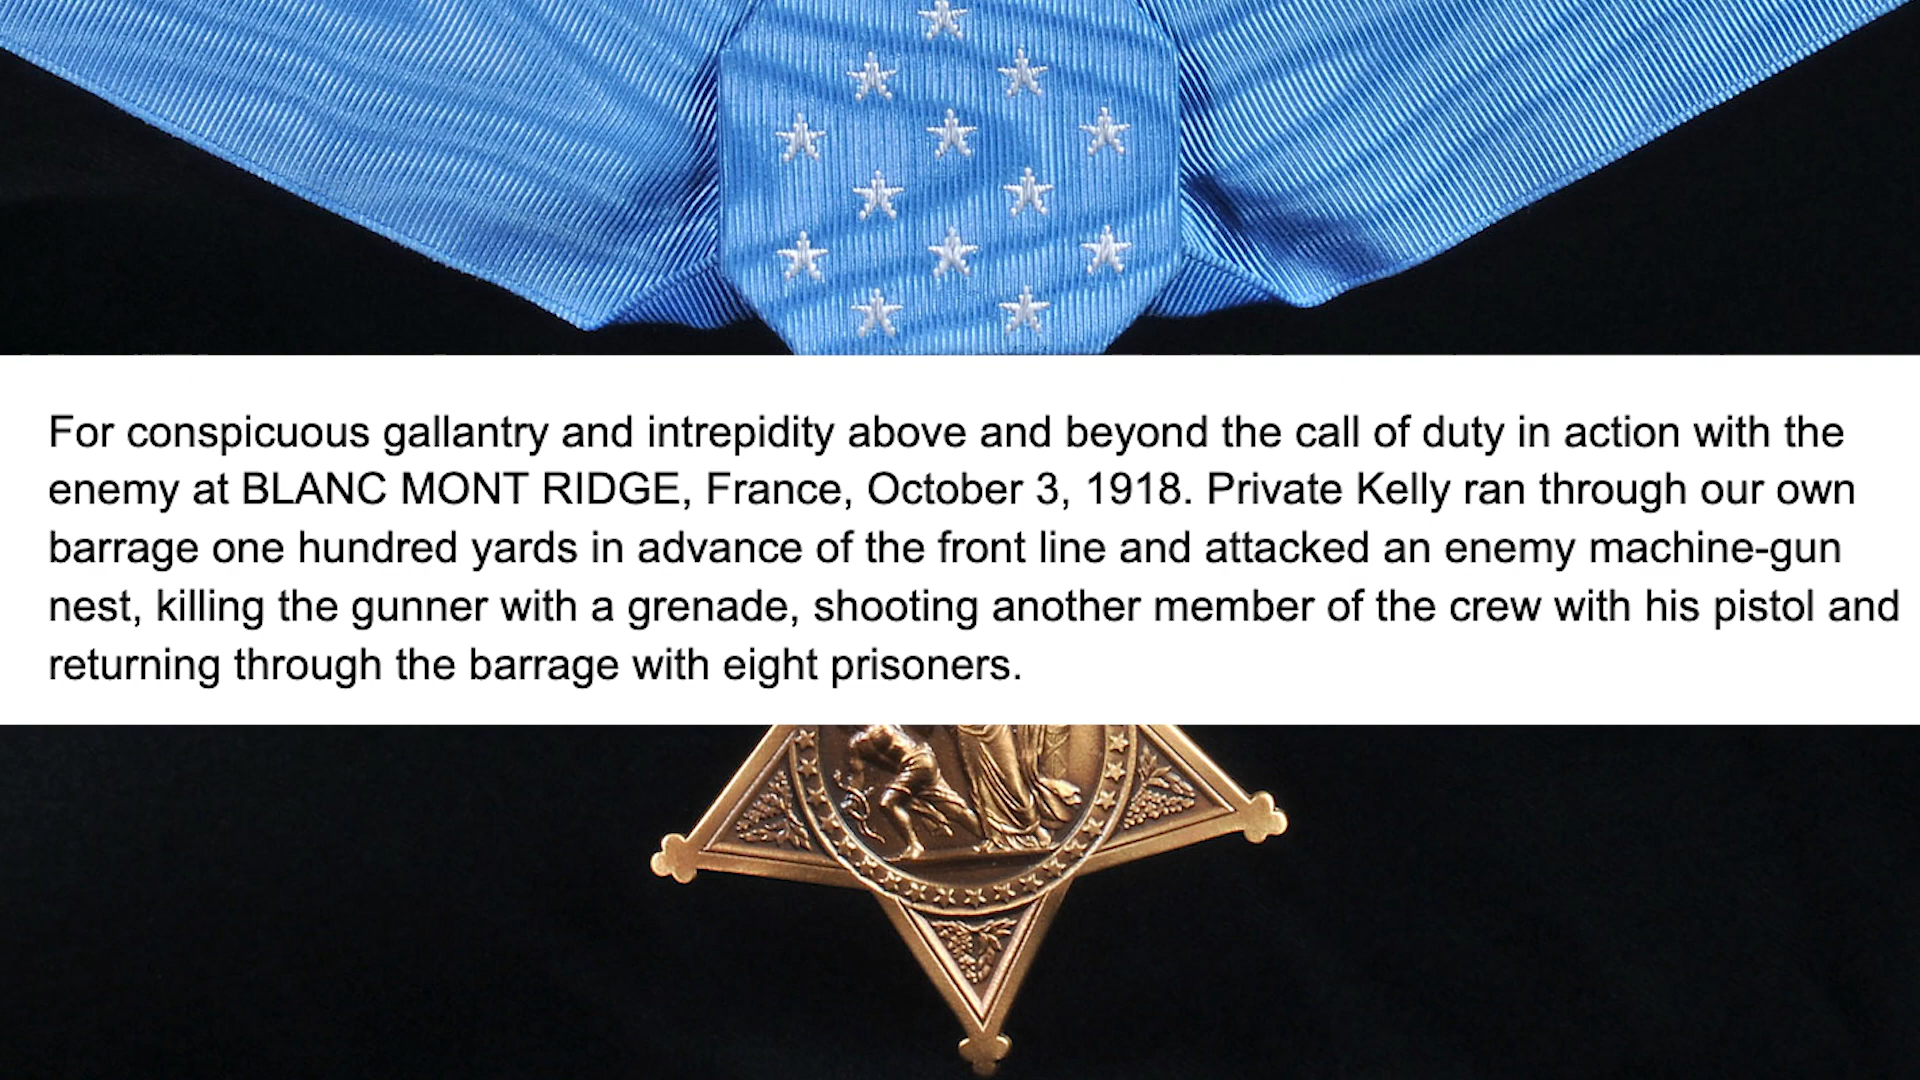 For conspicuous gallantry and intrepidity above and beyond the call of duty in action with the
enemy at BLANC MONT RIDGE, France, October 3, 1918. Private Kelly ran through our own
barrage one hundred yards in advance of the front line and attacked an enemy machine-gun
nest, killing the gunner with a grenade, shooting another member of the crew with his pistol and
returning through the barrage with eight prisoners.